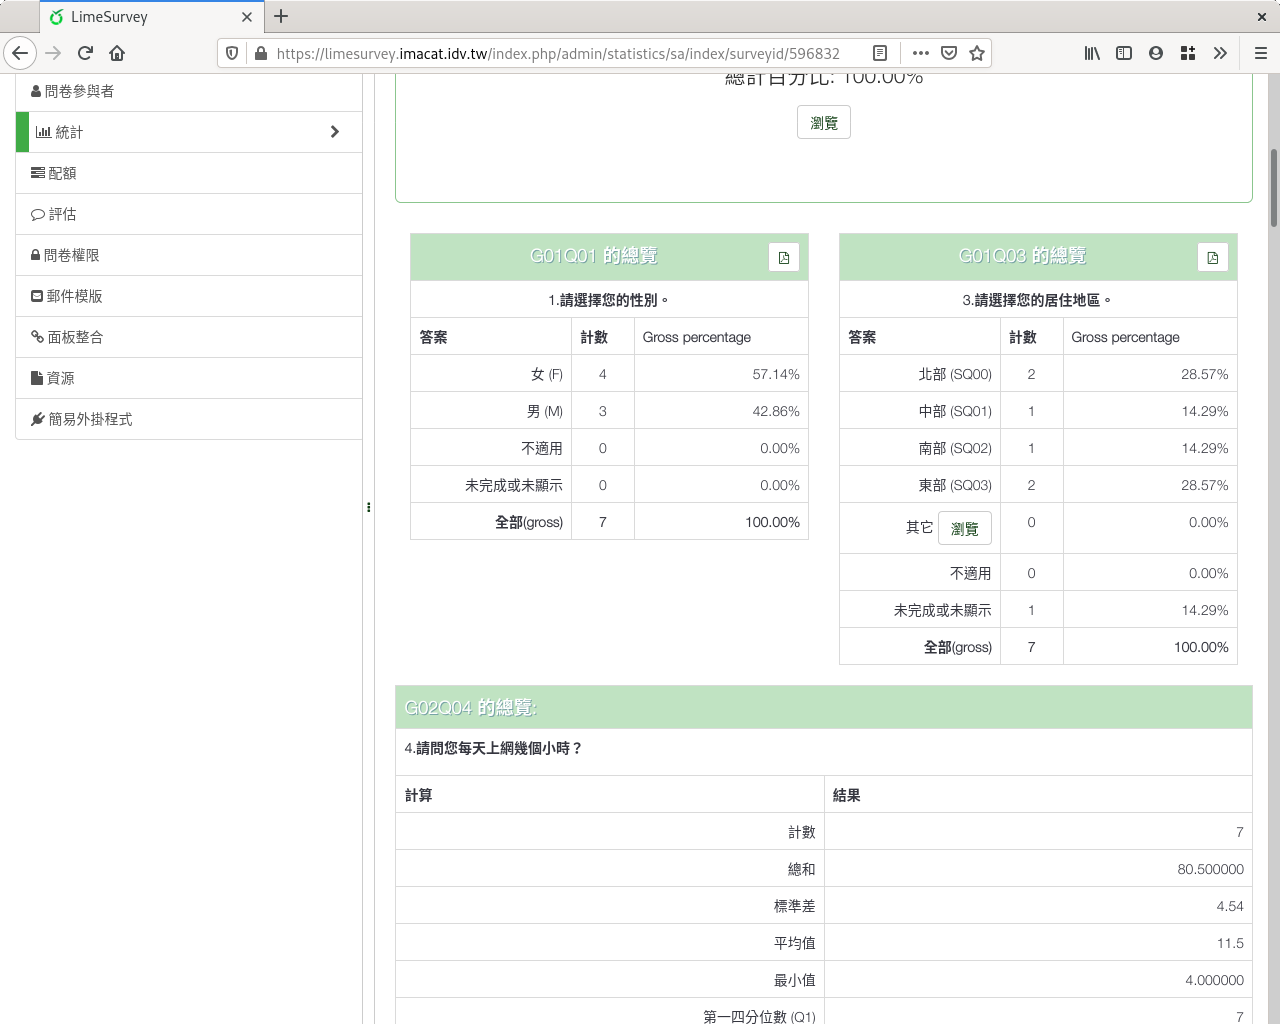 LimeSurvey
https://limesurvey.imacat.idv.tw/index.php/admin/statistics/sa/index/surveyid/596832
問卷參與者
統計
配額
評估
問卷權限
郵件模版
面板整合
資源
簡易外掛程式
總計百分比: 100.00%
瀏覽
G01Q01 的總覽
1.請選擇您的性別。
答案 計數 Gross percentage
女 (F) 4 57.14%
男 (M) 3 42.86%
不適用 0 0.00%
未完成或未顯示 0 0.00%
全部(gross) 7 100.00%
G01Q03 的總覽
3.請選擇您的居住地區。
答案 計數 Gross percentage
北部 (SQ00) 2 28.57%
中部 (SQ01) 1 14.29%
南部 (SQ02) 1 14.29%
東部 (SQ03) 2 28.57%
其它 瀏覽 0 0.00%
不適用 0 0.00%
未完成或未顯示 1 14.29%
全部(gross) 7 100.00%
G02Q04 的總覽:
4.請問您每天上網幾個小時？
計算 結果
計數 7
總和 80.500000
標準差 4.54
平均值 11.5
最小值 4.000000
第一四分位數 (Q1) 7